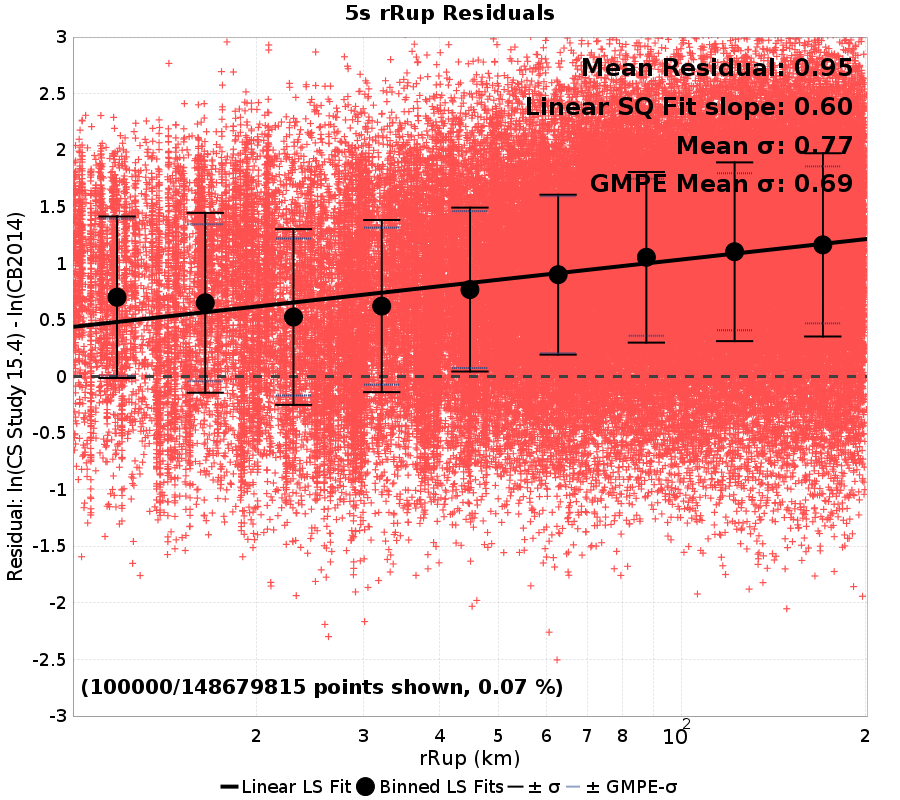 5s rRup Residuals
Residual: ln(CS Study 15.4) - ln(CB2014)
3
2.5
2
1.5
1
0.5
0
-0.5
-1
-1.5
-2
-2.5
-3
Mean Residual: 0.95
Linear SQ Fit slope: 0.60
Mean σ: 0.77
GMPE Mean σ: 0.69
(100000/148679815 points shown, 0.07 %)
2 3 4 5 6 7 8 10² 2
rRup (km)
Linear LS Fit Binned LS Fits ± σ ± GMPE-σ